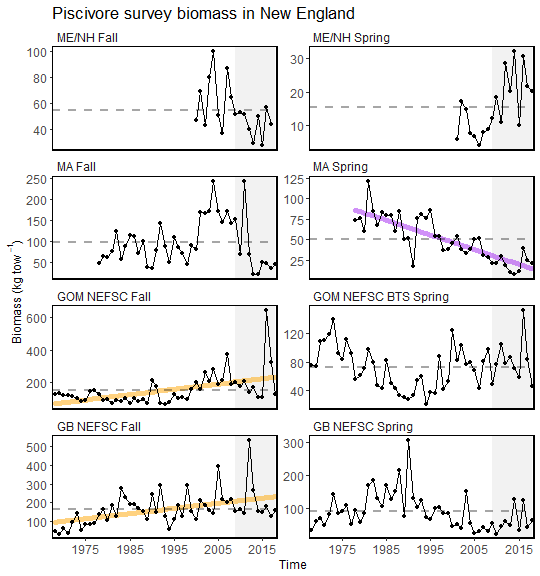 Piscivore survey biomass in New England
ME/NH Fall
ME/NH Spring
100
80
60
40
30
20
10
MA Fall
MA Spring
250
200
150
100
50
125
100
75
50
25
Biomass (kg tow⁻¹)
GOM NEFSC Fall
GOM NEFSC BTS Spring
600
400
200
120
80
40
GB NEFSC Fall
GB NEFSC Spring
500
400
300
200
100
300
200
100
1975 1985 1995 2005 2015
1975 1985 1995 2005 2015
Time